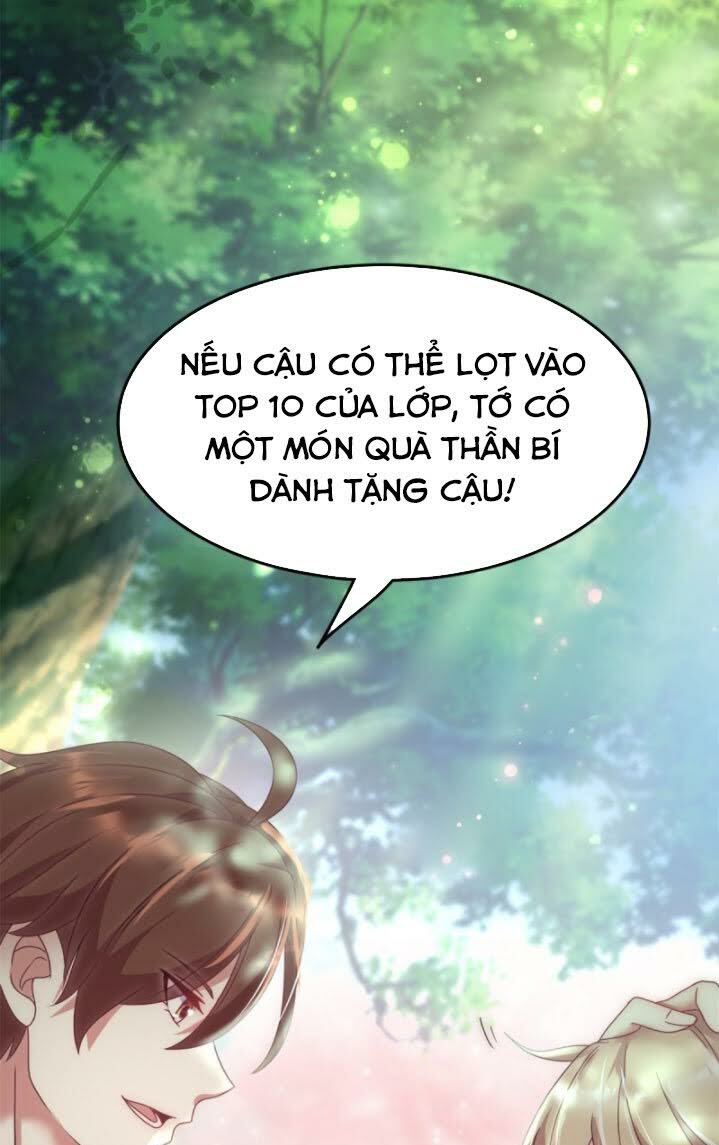 NẾU CẬU CÓ THỂ LỌT VÀO
TOP 10 CỦA LỚP, TỚ CÓ
MỘT MÓN QUÀ THẦN BÍ
DÀNH TẶNG CẬU!